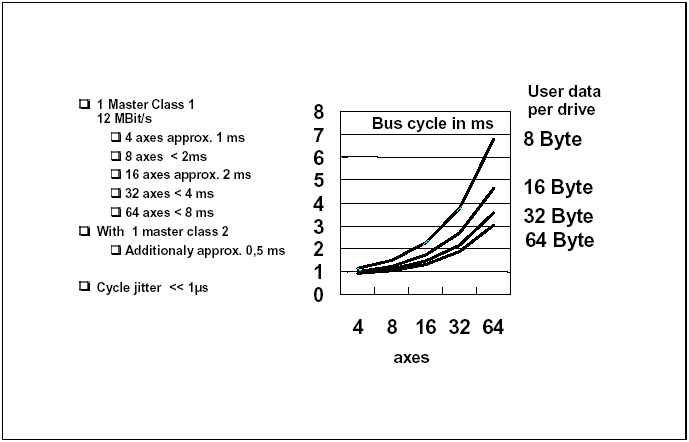 1 Master Class 1
12 MBit/s
4 axes approx. 1 ms
8 axes < 2ms
16 axes approx. 2 ms
32 axes < 4 ms
64 axes < 8 ms
With 1 master class 2
Additionaly approx. 0,5 ms
Cycle jitter << 1µs
Bus cycle in ms
8
7
6
5
4
3
2
1
0
4 8 16 32 64
axes
User data
per drive
8 Byte
16 Byte
32 Byte
64 Byte